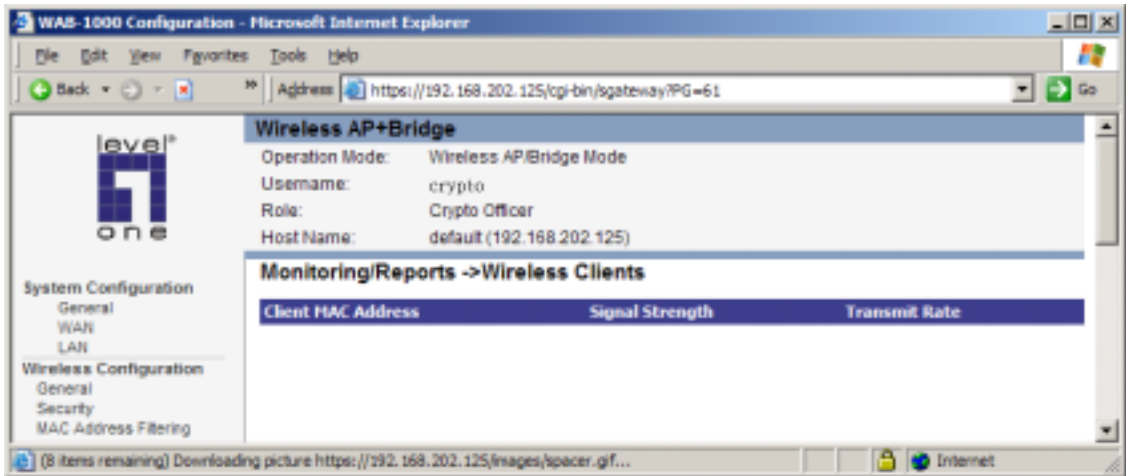 WAB-1000 Configuration - Microsoft Internet Explorer
File Edit View Favorites Tools Help
Back » Address https://192.168.202.125/cgi-bin/sgateway?PG=61 Go
level®
one
Wireless AP+Bridge
Operation Mode: Wireless AP/Bridge Mode
Username: crypto
Role: Crypto Officer
Host Name: default (192.168.202.125)
Monitoring/Reports ->Wireless Clients
Client MAC Address Signal Strength Transmit Rate
System Configuration
General
WAN
LAN
Wireless Configuration
General
Security
MAC Address Filtering
(8 items remaining) Downloading picture https://192.168.202.125/images/spacer.gif... Internet